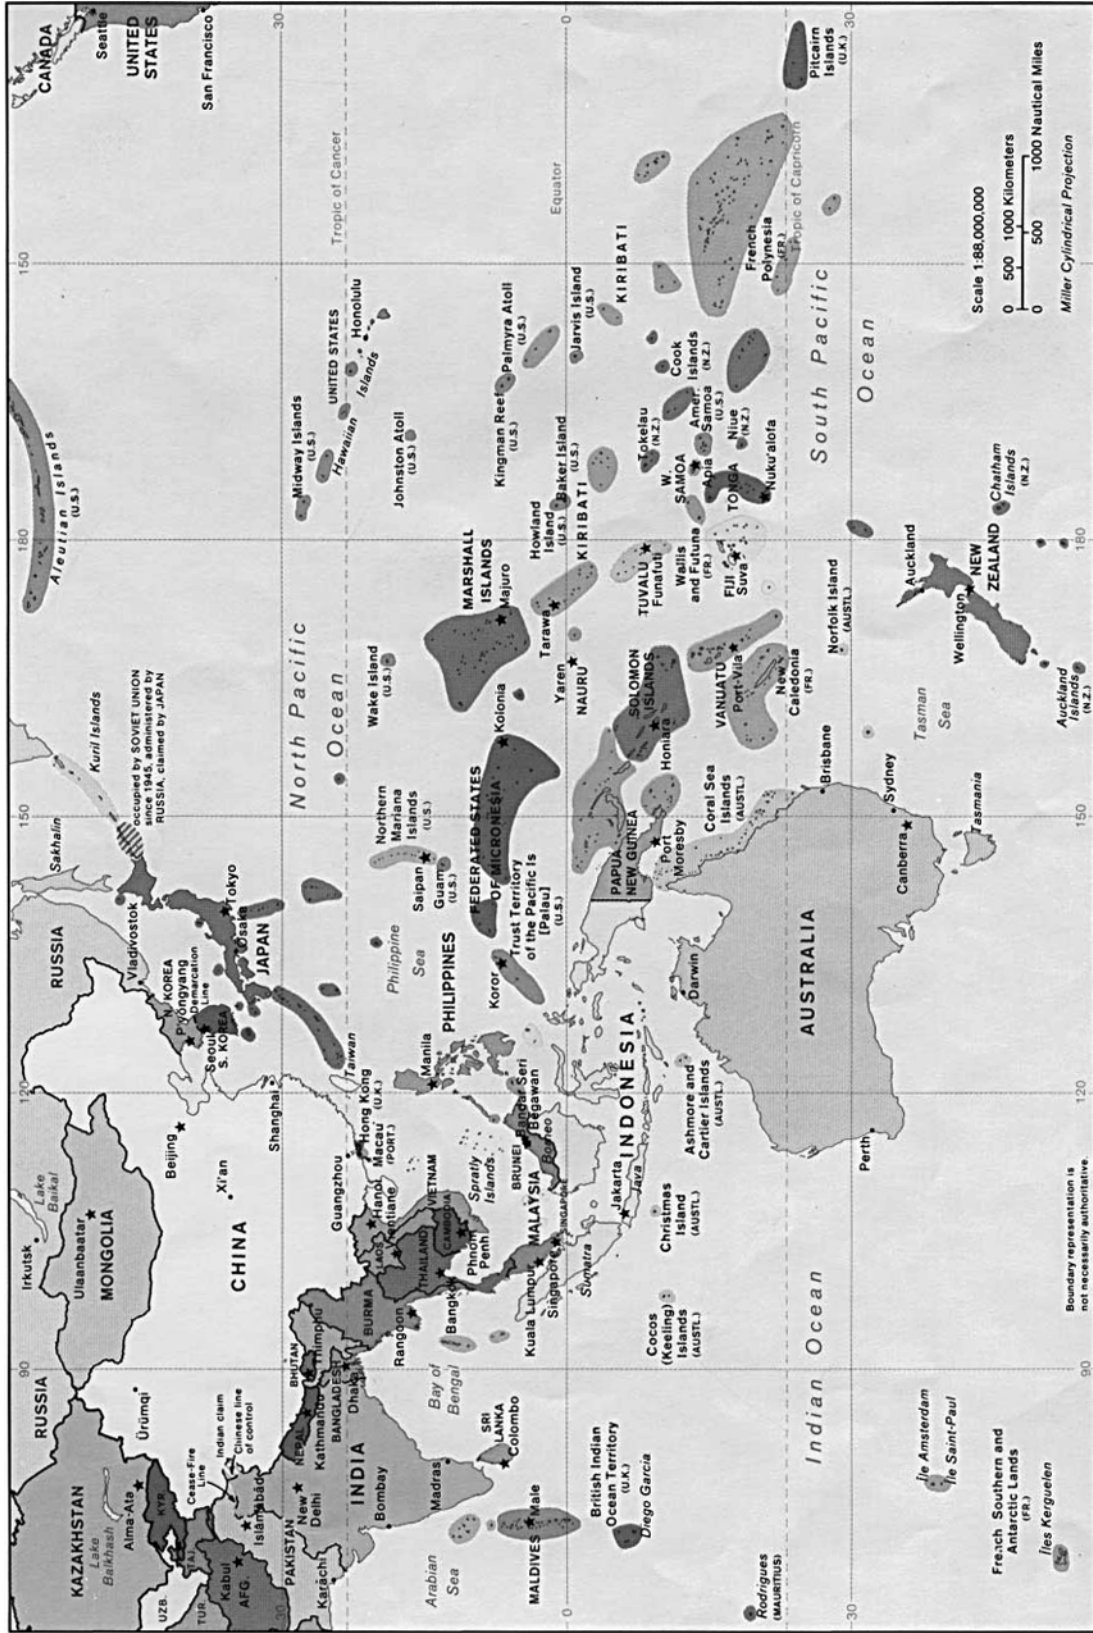 RUSSIA
Irkutsk
Lake
Baikal
RUSSIA
Sakhalin
Kuril Islands
Aleutian Islands
(U.S.)
CANADA
Seattle
UNITED
STATES
San Francisco
KAZAKHSTAN
Lake
Balkhash
Alma-Ata
Ürümqi
Ulaanbaatar
MONGOLIA
Vladivostok
occupied by SOVIET UNION
since 1945, administered by
RUSSIA, claimed by JAPAN
UZB.
KYR.
TAJ.
TUR.
Kabul
AFG.
Islāmābād
Cease-Fire
Line
Indian claim
Chinese line
of control
CHINA
Xi'an
Beijing
Shanghai
N. KOREA
P'yŏngyang
Demarcation
Line
Seoul
S. KOREA
JAPAN
Tokyo
Osaka
PAKISTAN
Karāchi
New
Delhi
NEPAL
Kathmandu
BHUTAN
Thimphu
BANGLADESH
Dhaka
INDIA
Bombay
Madras
Arabian
Sea
Bay of
Bengal
SRI
LANKA
Colombo
MALDIVES
Male
British Indian
Ocean Territory
(U.K.)
Diego Garcia
BURMA
Rangoon
LAOS
Vientiane
Hanoi
VIETNAM
THAILAND
Bangkok
CAMBODIA
Phnom
Penh
Guangzhou
Hong Kong
(U.K.)
Macau
(PORT.)
Taiwan
Spratly
Islands
Manila
PHILIPPINES
Philippine
Sea
BRUNEI
Bandar Seri
Begawan
MALAYSIA
Kuala Lumpur
Singapore
SINGAPORE
Borneo
Sumatra
Jakarta
Java
INDONESIA
North Pacific
Ocean
Northern
Mariana
Islands
(U.S.)
Saipan
Guam
(U.S.)
Wake Island
(U.S.)
Midway Islands
(U.S.)
Hawaiian
Islands
UNITED STATES
Honolulu
Johnston Atoll
(U.S.)
Tropic of Cancer
FEDERATED STATES
OF MICRONESIA
Kolonia
Trust Territory
of the Pacific Is
[Palau]
(U.S.)
Koror
MARSHALL
ISLANDS
Majuro
Kingman Reef
(U.S.)
Palmyra Atoll
(U.S.)
Howland
Island
(U.S.)
Baker Island
(U.S.)
Jarvis Island
(U.S.)
Equator
Tarawa
KIRIBATI
KIRIBATI
Yaren
NAURU
PAPUA
NEW GUINEA
Port
Moresby
SOLOMON
ISLANDS
Honiara
TUVALU
Funafuti
Tokelau
(N.Z.)
Wallis
and Futuna
(FR.)
W.
SAMOA
Apia
Amer.
Samoa
(U.S.)
Cook
Islands
(N.Z.)
Niue
(N.Z.)
French
Polynesia
(FR.)
Tropic of Capricorn
Pitcairn
Islands
(U.K.)
Coral Sea
Islands
(AUSTL.)
VANUATU
Port-Vila
New
Caledonia
(FR.)
FIJI
Suva
TONGA
Nuku'alofa
Rodrigues
(MAURITIUS)
Cocos
(Keeling)
Islands
(AUSTL.)
Christmas
Island
(AUSTL.)
Ashmore and
Cartier Islands
(AUSTL.)
Darwin
AUSTRALIA
Perth
Brisbane
Sydney
Canberra
Tasmania
Norfolk Island
(AUSTL.)
South Pacific
Ocean
Indian Ocean
Tasman
Sea
Auckland
Wellington
NEW
ZEALAND
Chatham
Islands
(N.Z.)
Auckland
Islands
(N.Z.)
Île Amsterdam
Île Saint-Paul
French Southern and
Antarctic Lands
(FR.)
Îles Kerguelen
Scale 1:88,000,000
0 500 1000 Kilometers
0 500 1000 Nautical Miles
Miller Cylindrical Projection
Boundary representation is
not necessarily authoritative.
90
120
150
180
150
30
0
30
30
0
30